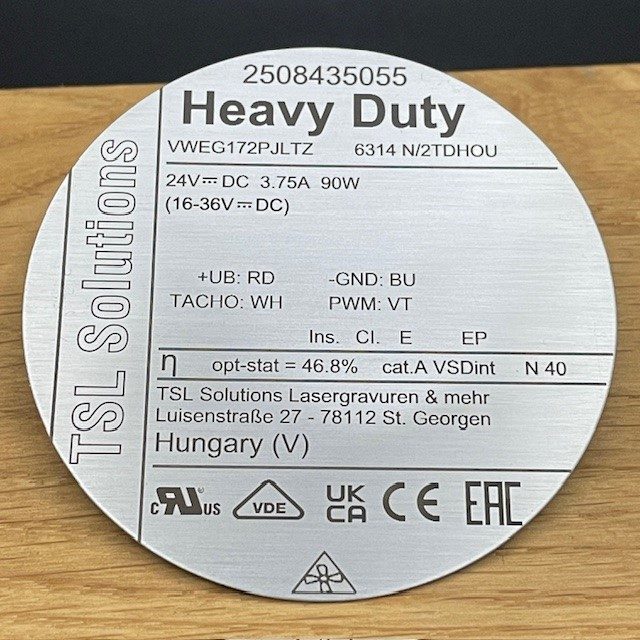 2508435055
Heavy Duty
VWEG172PJLTZ 6314 N/2TDHOU
TSL Solutions
24V⎓DC 3.75A 90W
(16-36V⎓DC)
+UB: RD -GND: BU
TACHO: WH PWM: VT
Ins. Cl. E EP
η opt-stat = 46.8% cat.A VSDint N 40
TSL Solutions Lasergravuren & mehr
Luisenstraße 27 - 78112 St. Georgen
Hungary (V)
c RU ® US VDE UK CA CE EAC